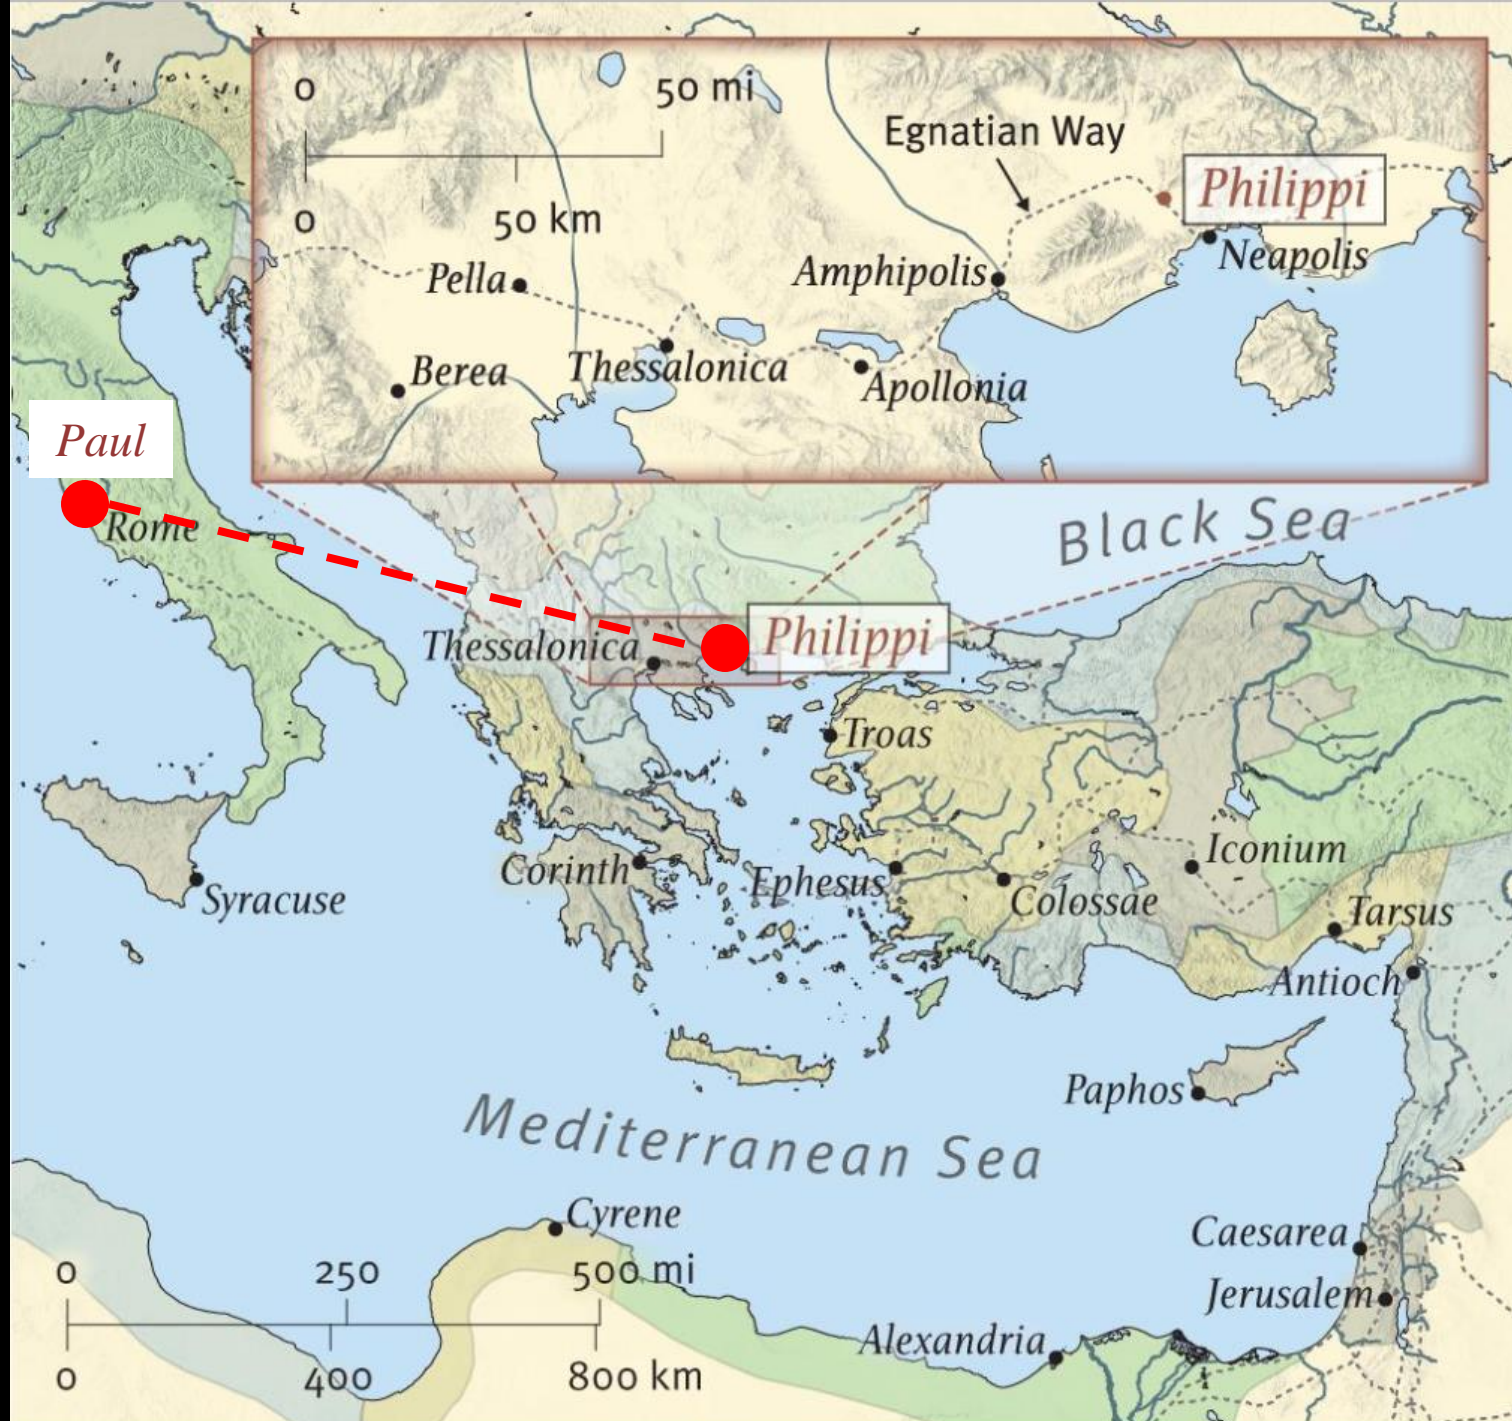 0 50 mi
0 50 km
Egnatian Way
Philippi
Neapolis
Amphipolis
Pella
Thessalonica
Berea
Apollonia
Paul
Rome
Black Sea
Thessalonica
Philippi
Troas
Corinth
Ephesus
Colossae
Iconium
Syracuse
Tarsus
Antioch
Paphos
Mediterranean Sea
Cyrene
Caesarea
Jerusalem
Alexandria
0 250 500 mi
0 400 800 km